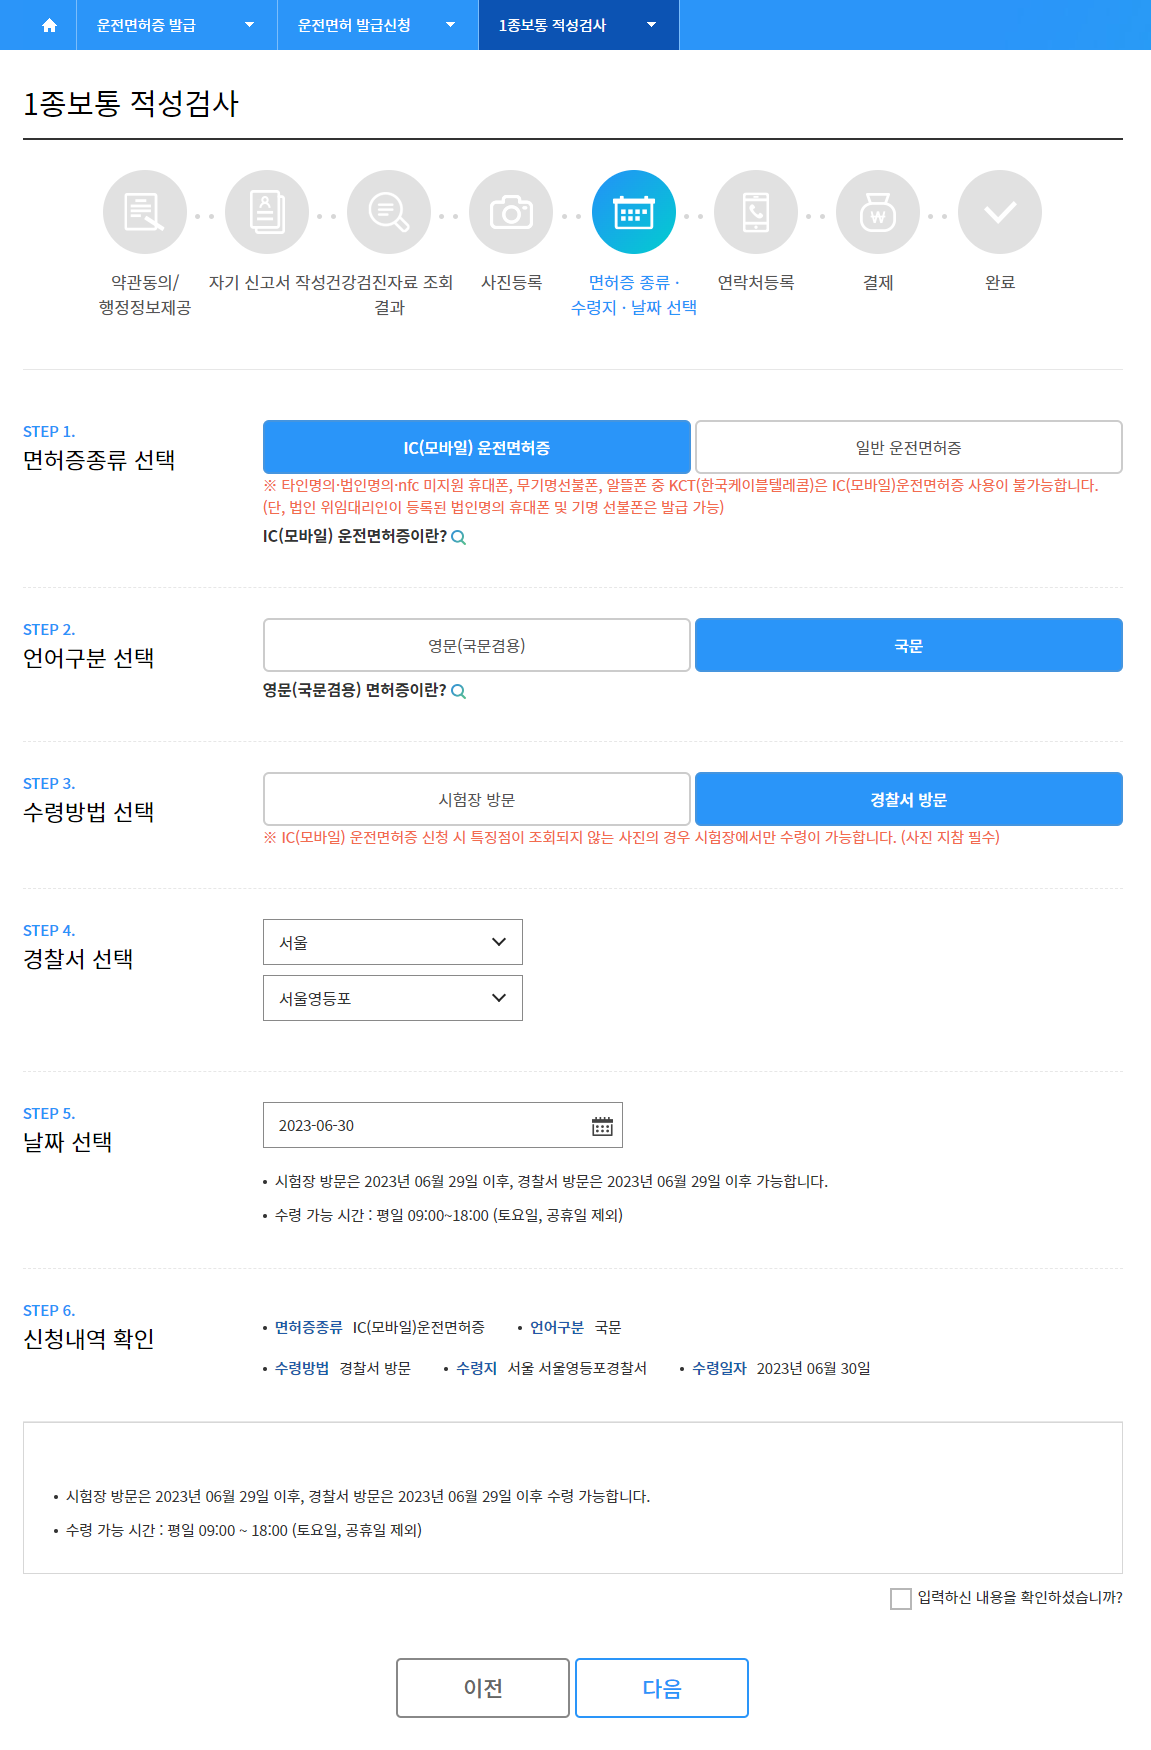 운전면허증 발급
운전면허 발급신청
1종보통 적성검사
1종보통 적성검사
약관동의/
행정정보제공
자기 신고서 작성
건강검진자료 조회
결과
사진등록
면허증 종류 ·
수령지 · 날짜 선택
연락처등록
결제
완료
STEP 1.
면허증종류 선택
IC(모바일) 운전면허증
일반 운전면허증
※ 타인명의·법인명의·nfc 미지원 휴대폰, 무기명선불폰, 알뜰폰 중 KCT(한국케이블텔레콤)은 IC(모바일)운전면허증 사용이 불가능합니다.
(단, 법인 위임대리인이 등록된 법인명의 휴대폰 및 기명 선불폰은 발급 가능)
IC(모바일) 운전면허증이란?
STEP 2.
언어구분 선택
영문(국문겸용)
국문
영문(국문겸용) 면허증이란?
STEP 3.
수령방법 선택
시험장 방문
경찰서 방문
※ IC(모바일) 운전면허증 신청 시 특징점이 조회되지 않는 사진의 경우 시험장에서만 수령이 가능합니다. (사진 지참 필수)
STEP 4.
경찰서 선택
서울
서울영등포
STEP 5.
날짜 선택
2023-06-30
• 시험장 방문은 2023년 06월 29일 이후, 경찰서 방문은 2023년 06월 29일 이후 가능합니다.
• 수령 가능 시간 : 평일 09:00~18:00 (토요일, 공휴일 제외)
STEP 6.
신청내역 확인
• 면허증종류 IC(모바일)운전면허증 • 언어구분 국문
• 수령방법 경찰서 방문 • 수령지 서울 서울영등포경찰서 • 수령일자 2023년 06월 30일
• 시험장 방문은 2023년 06월 29일 이후, 경찰서 방문은 2023년 06월 29일 이후 수령 가능합니다.
• 수령 가능 시간 : 평일 09:00 ~ 18:00 (토요일, 공휴일 제외)
입력하신 내용을 확인하셨습니까?
이전
다음